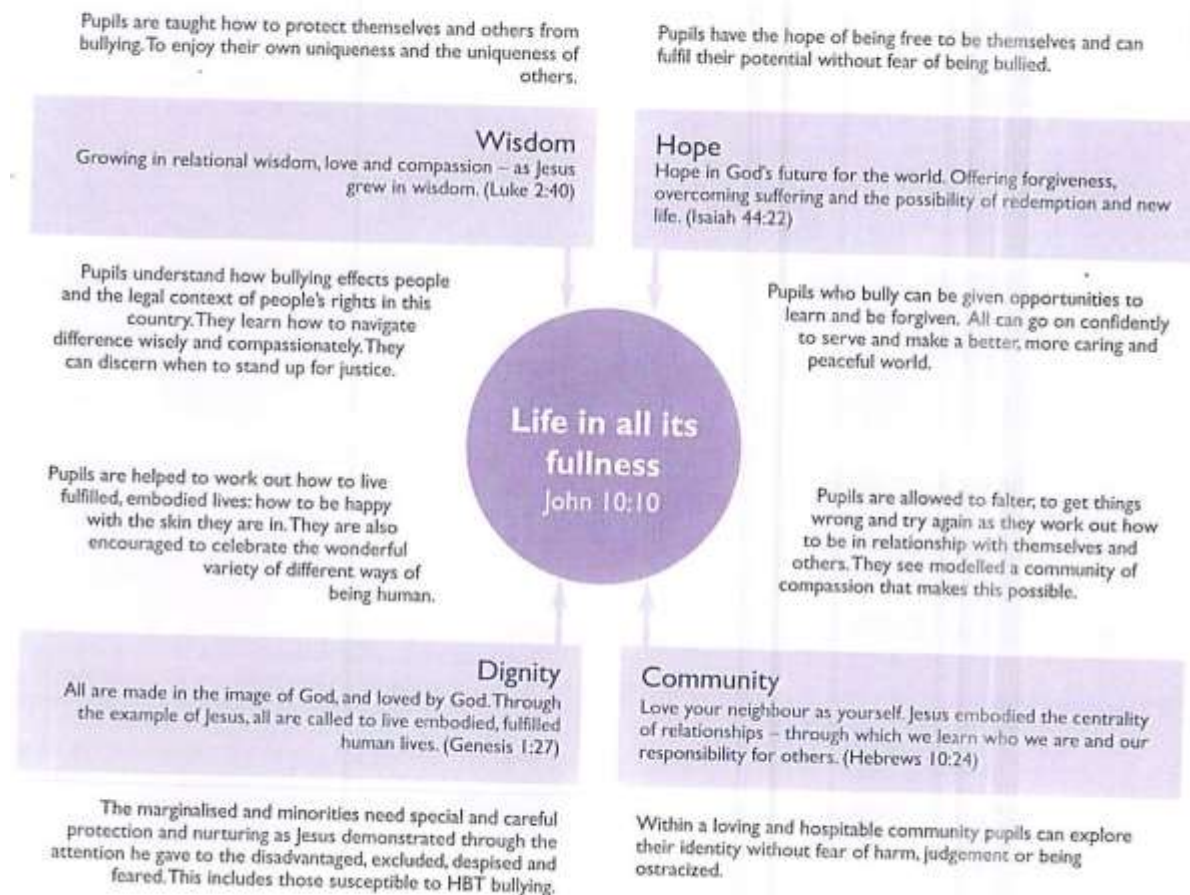 Pupils are taught how to protect themselves and others from
bullying. To enjoy their own uniqueness and the uniqueness of
others.
Wisdom
Growing in relational wisdom, love and compassion – as Jesus
grew in wisdom. (Luke 2:40)
Pupils understand how bullying effects people
and the legal context of people's rights in this
country. They learn how to navigate
difference wisely and compassionately. They
can discern when to stand up for justice.
Pupils have the hope of being free to be themselves and can
fulfil their potential without fear of being bullied.
Hope
Hope in God's future for the world. Offering forgiveness,
overcoming suffering and the possibility of redemption and new
life. (Isaiah 44:22)
Pupils who bully can be given opportunities to
learn and be forgiven. All can go on confidently
to serve and make a better, more caring and
peaceful world.
Life in all its
fullness
John 10:10
Pupils are helped to work out how to live
fulfilled, embodied lives: how to be happy
with the skin they are in. They are also
encouraged to celebrate the wonderful
variety of different ways of
being human.
Dignity
All are made in the image of God, and loved by God. Through
the example of Jesus, all are called to live embodied, fulfilled
human lives. (Genesis 1:27)
The marginalised and minorities need special and careful
protection and nurturing as Jesus demonstrated through the
attention he gave to the disadvantaged, excluded, despised and
feared. This includes those susceptible to HBT bullying.
Pupils are allowed to falter, to get things
wrong and try again as they work out how
to be in relationship with themselves and
others. They see modelled a community of
compassion that makes this possible.
Community
Love your neighbour as yourself. Jesus embodied the centrality
of relationships – through which we learn who we are and our
responsibility for others. (Hebrews 10:24)
Within a loving and hospitable community pupils can explore
their identity without fear of harm, judgement or being
ostracized.